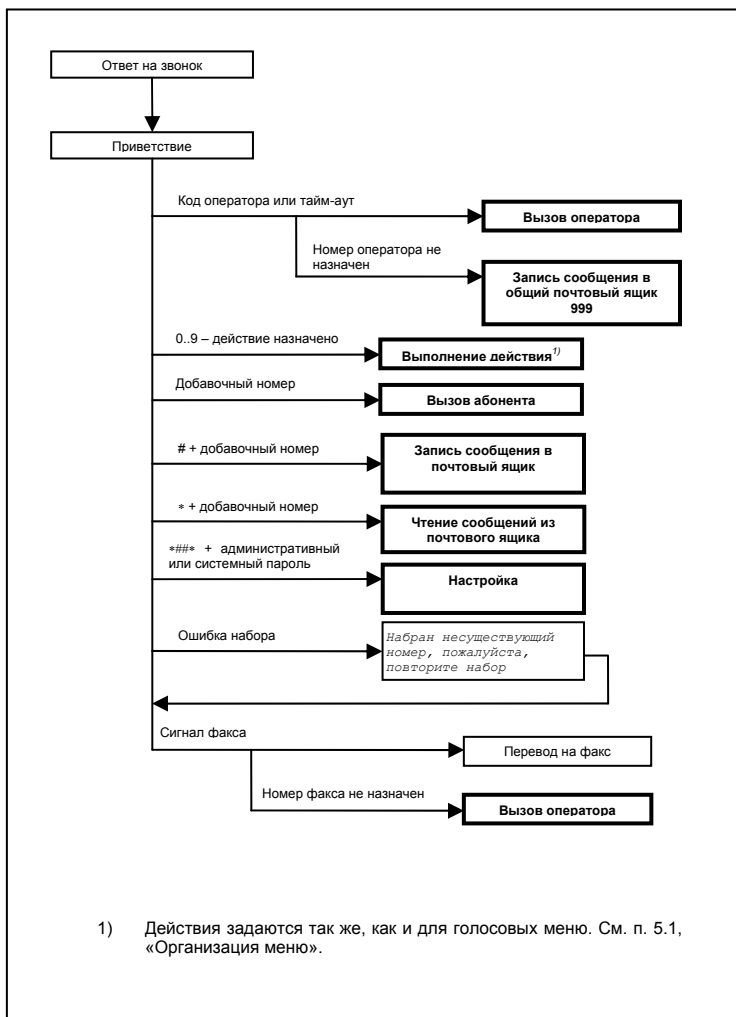 Ответ на звонок
Приветствие
Код оператора или тайм-аут
Вызов оператора
Номер оператора не
назначен
Запись сообщения в
общий почтовый ящик
999
0..9 – действие назначено
Выполнение действия1)
Добавочный номер
Вызов абонента
# + добавочный номер
Запись сообщения в
почтовый ящик
* + добавочный номер
Чтение сообщений из
почтового ящика
*##* + административный
или системный пароль
Настройка
Ошибка набора
Набран несуществующий
номер, пожалуйста,
повторите набор
Сигнал факса
Перевод на факс
Номер факса не назначен
Вызов оператора
1) Действия задаются так же, как и для голосовых меню. См. п. 5.1,
«Организация меню».